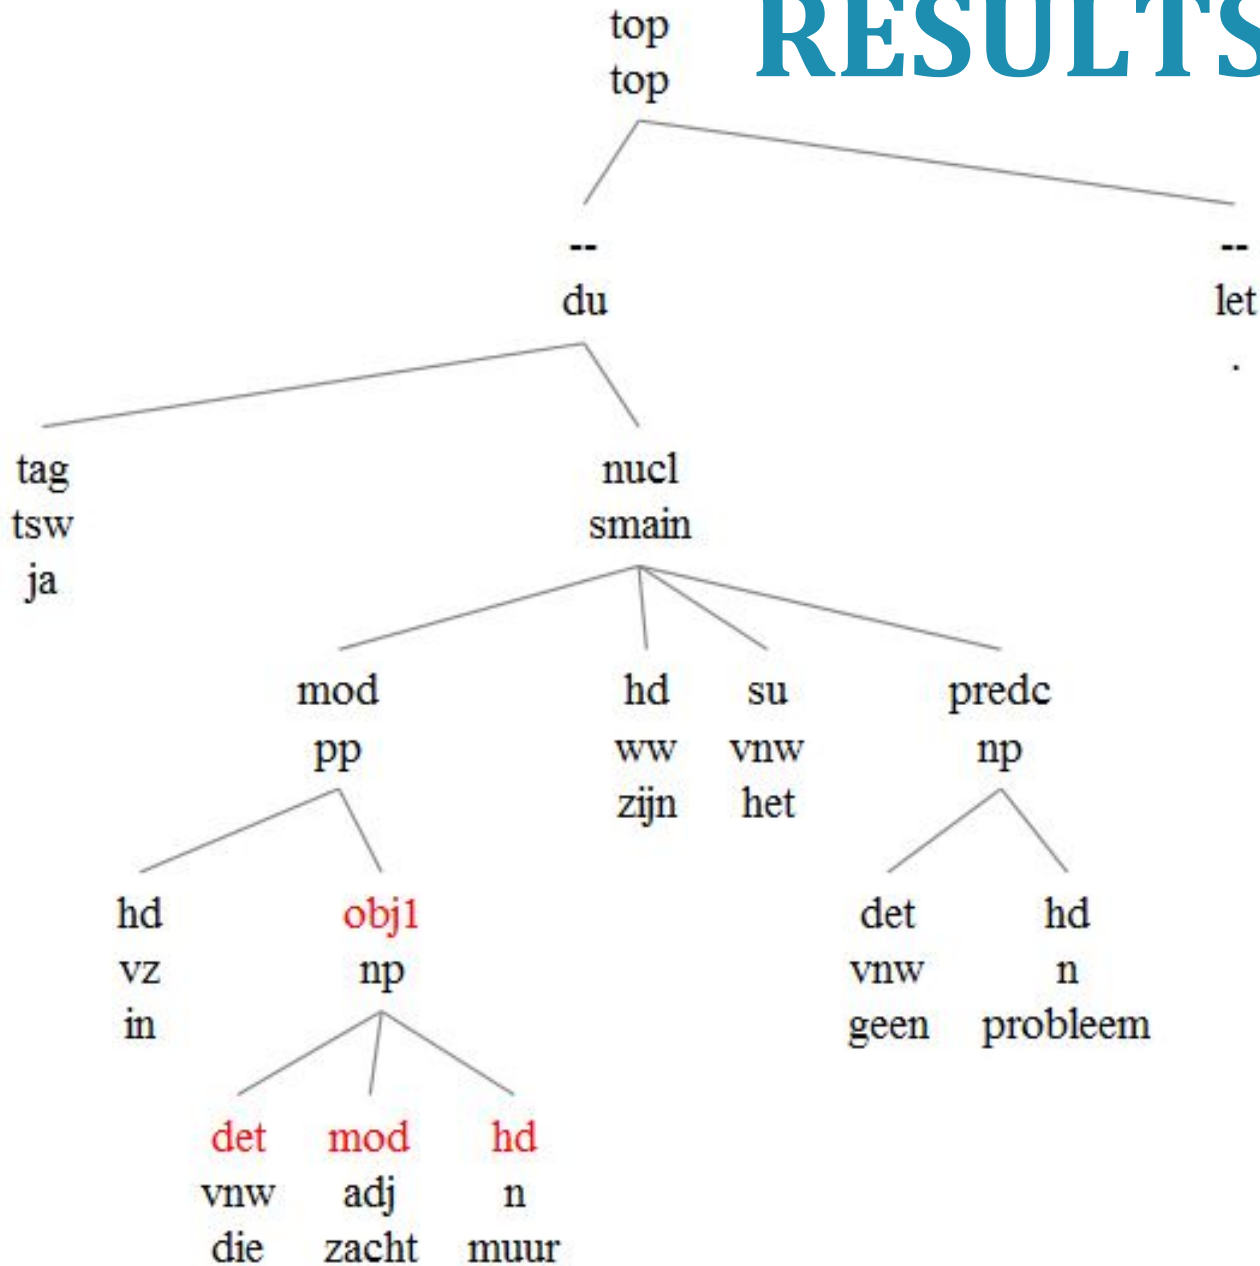 top RESULTS
top
-- --
du let
.
tag nucl
tsw smain
ja
mod hd su predc
pp ww vnw np
zijn het
hd obj1 det hd
vz np vnw n
in geen probleem
det mod hd
vnw adj n
die zacht muur